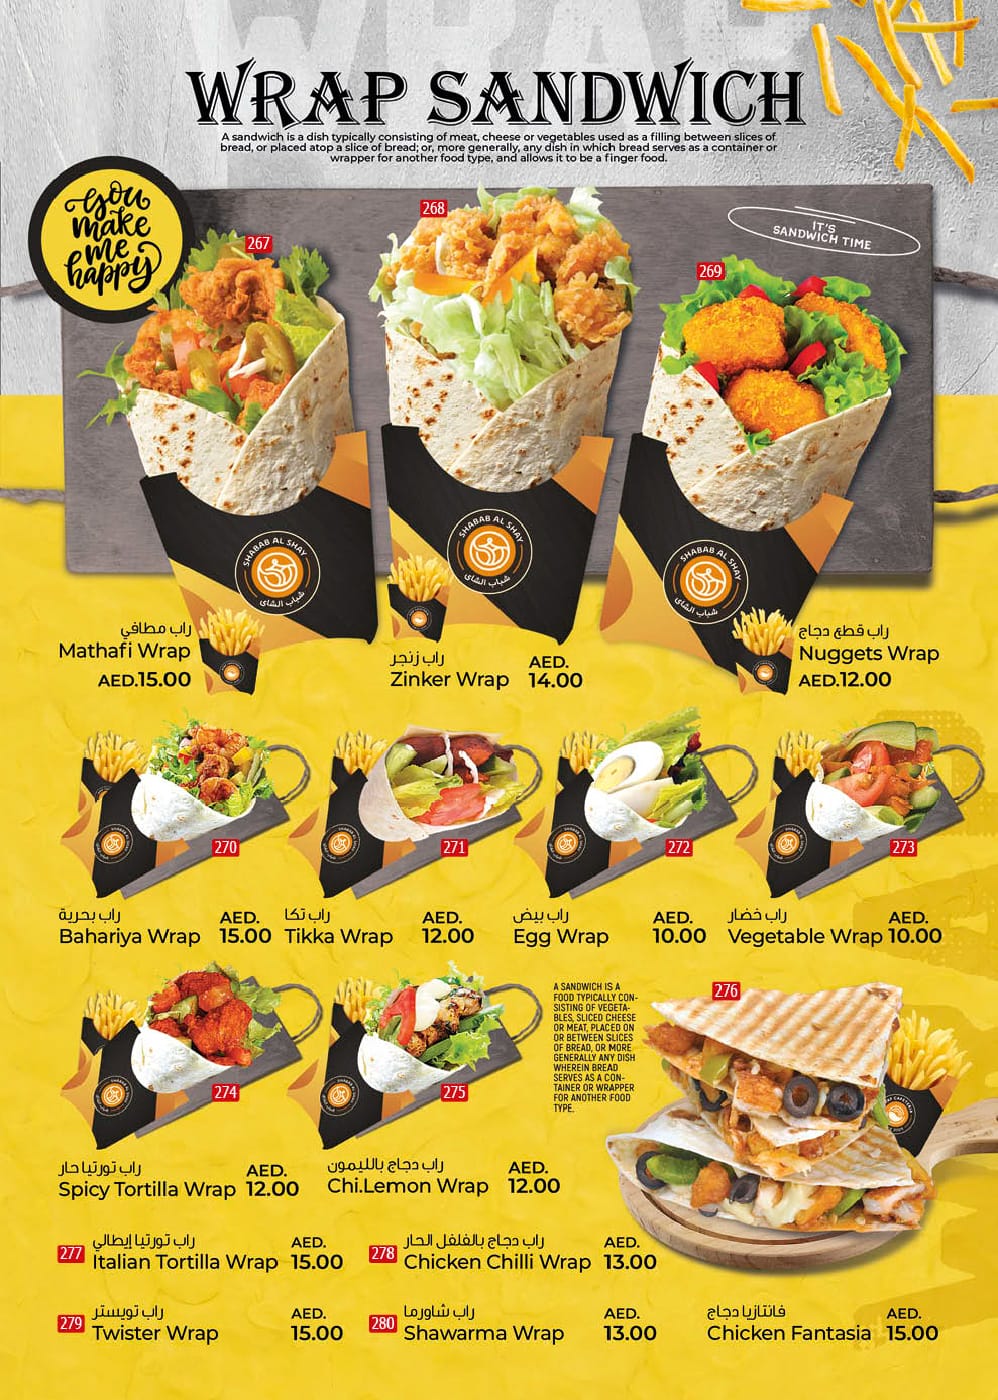 WRAP SANDWICH
A sandwich is a dish typically consisting of meat, cheese or vegetables used as a filling between slices of
bread, or placed atop a slice of bread; or, more generally, any dish in which bread serves as a container or
wrapper for another food type, and allows it to be a finger food.
you
make
me
happy
IT'S
SANDWICH TIME
267
268
269
SHABAB AL SHAY
شباب الشاي
SHABAB AL SHAY
شباب الشاي
SHABAB AL SHAY
شباب الشاي
راب مطافي
Mathafi Wrap
AED.15.00
راب زنجر
Zinker Wrap
AED.
14.00
راب قطع دجاج
Nuggets Wrap
AED.12.00
270
271
272
273
راب بحرية
Bahariya Wrap
AED.
15.00
راب تكا
Tikka Wrap
AED.
12.00
راب بيض
Egg Wrap
AED.
10.00
راب خضار
Vegetable Wrap
AED.
10.00
274
275
276
A SANDWICH IS A
FOOD TYPICALLY CON-
SISTING OF VEGETA-
BLES, SLICED CHEESE
OR MEAT, PLACED ON
OR BETWEEN SLICES
OF BREAD, OR MORE
GENERALLY ANY DISH
WHEREIN BREAD
SERVES AS A CON-
TAINER OR WRAPPER
FOR ANOTHER FOOD
TYPE.
راب تورتيا حار
Spicy Tortilla Wrap
AED.
12.00
راب دجاج بالليمون
Chi.Lemon Wrap
AED.
12.00
277
راب تورتيا إيطالي
Italian Tortilla Wrap
AED.
15.00
278
راب دجاج بالفلفل الحار
Chicken Chilli Wrap
AED.
13.00
279
راب تويستر
Twister Wrap
AED.
15.00
280
راب شاورما
Shawarma Wrap
AED.
13.00
فانتازيا دجاج
Chicken Fantasia
AED.
15.00